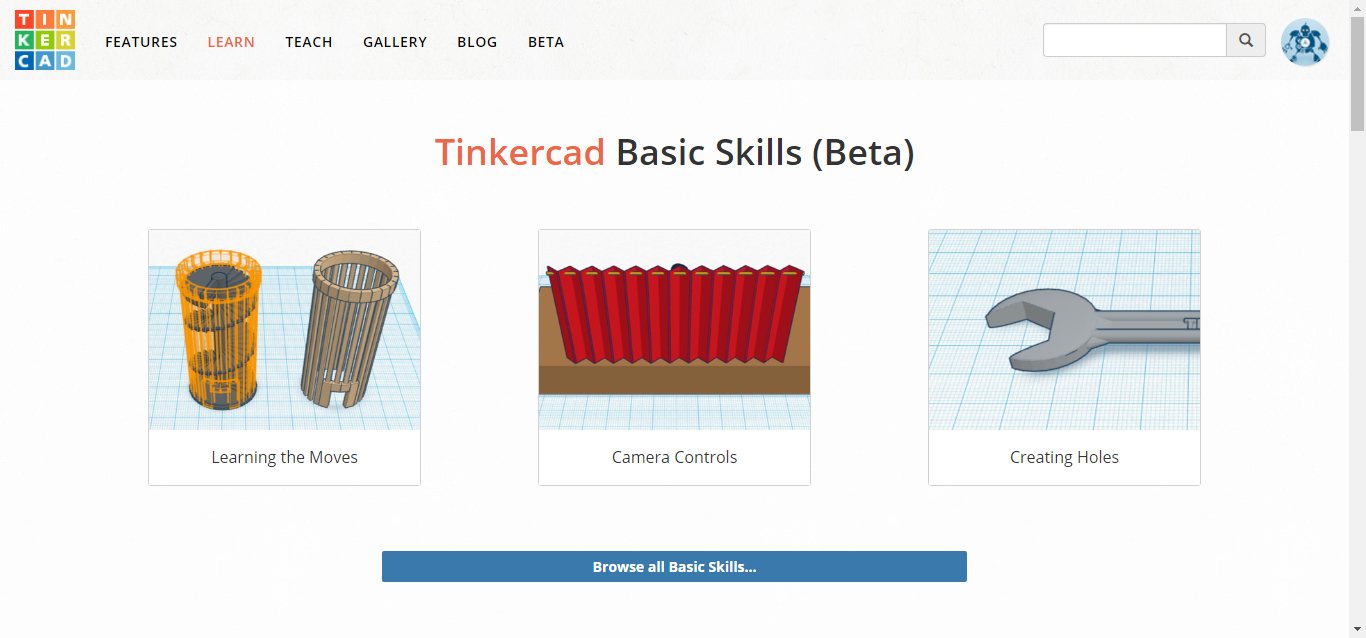 TIN
KER
CAD
FEATURES LEARN TEACH GALLERY BLOG BETA
Tinkercad Basic Skills (Beta)
Learning the Moves
Camera Controls
Creating Holes
Browse all Basic Skills...